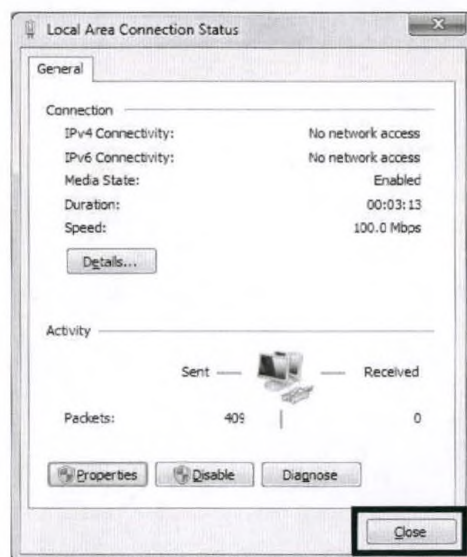 Local Area Connection Status
General
Connection
IPv4 Connectivity: No network access
IPv6 Connectivity: No network access
Media State: Enabled
Duration: 00:03:13
Speed: 100.0 Mbps
Details...
Activity
Sent Received
Packets: 409 0
Properties Disable Diagnose
Close